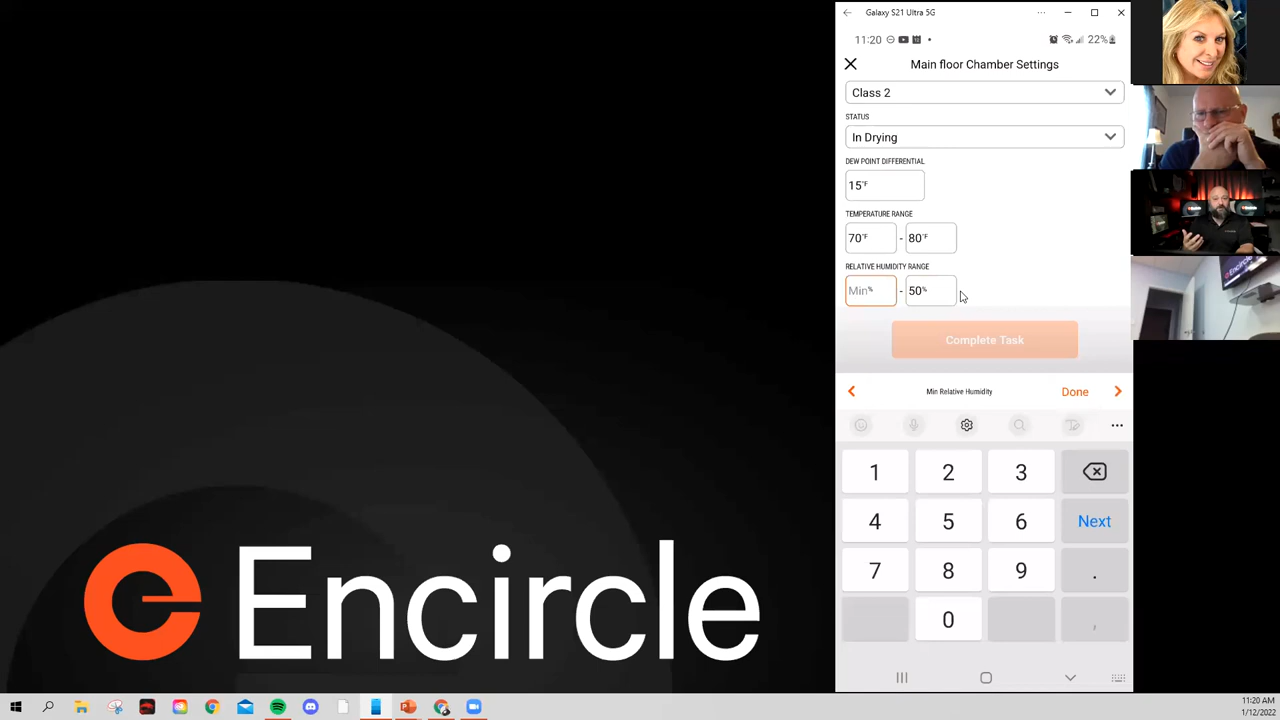 Galaxy S21 Ultra 5G
11:20
22%
Main floor Chamber Settings
Class 2
STATUS
In Drying
DEW POINT DIFFERENTIAL
15°F
TEMPERATURE RANGE
70°F - 80°F
RELATIVE HUMIDITY RANGE
Min% - 50%
Complete Task
Min Relative Humidity
Done
1 2 3
4 5 6 Next
7 8 9 .
0 ,
Encircle
Encircle
11:20 AM
1/12/2022